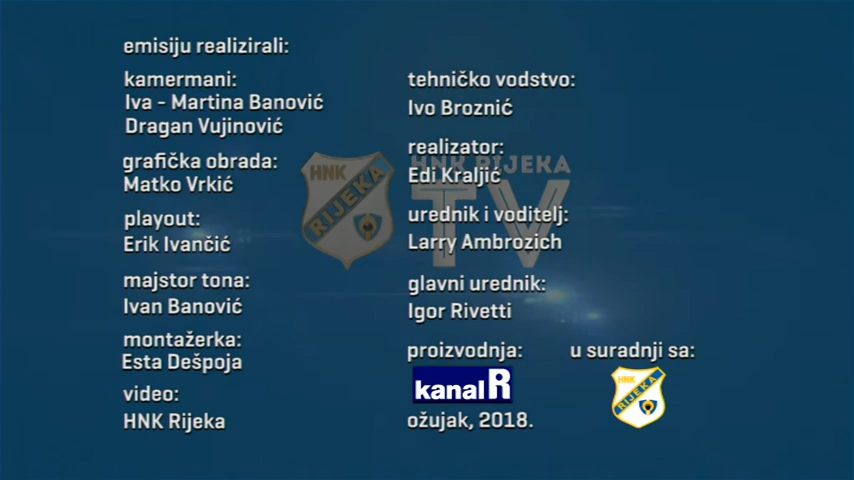 emisiju realizirali:
kamermani:
Iva - Martina Banović
Dragan Vujinović
grafička obrada:
Matko Vrkić
playout:
Erik Ivančić
majstor tona:
Ivan Banović
montažerka:
Esta Dešpoja
video:
HNK Rijeka
tehničko vodstvo:
Ivo Broznić
realizator:
Edi Kraljić
urednik i voditelj:
Larry Ambrozich
glavni urednik:
Igor Rivetti
proizvodnja:
kanal R
ožujak, 2018.
u suradnji sa:
HNK
RIJEKA
HNK
RIJEKA
HNK RIJEKA
TV